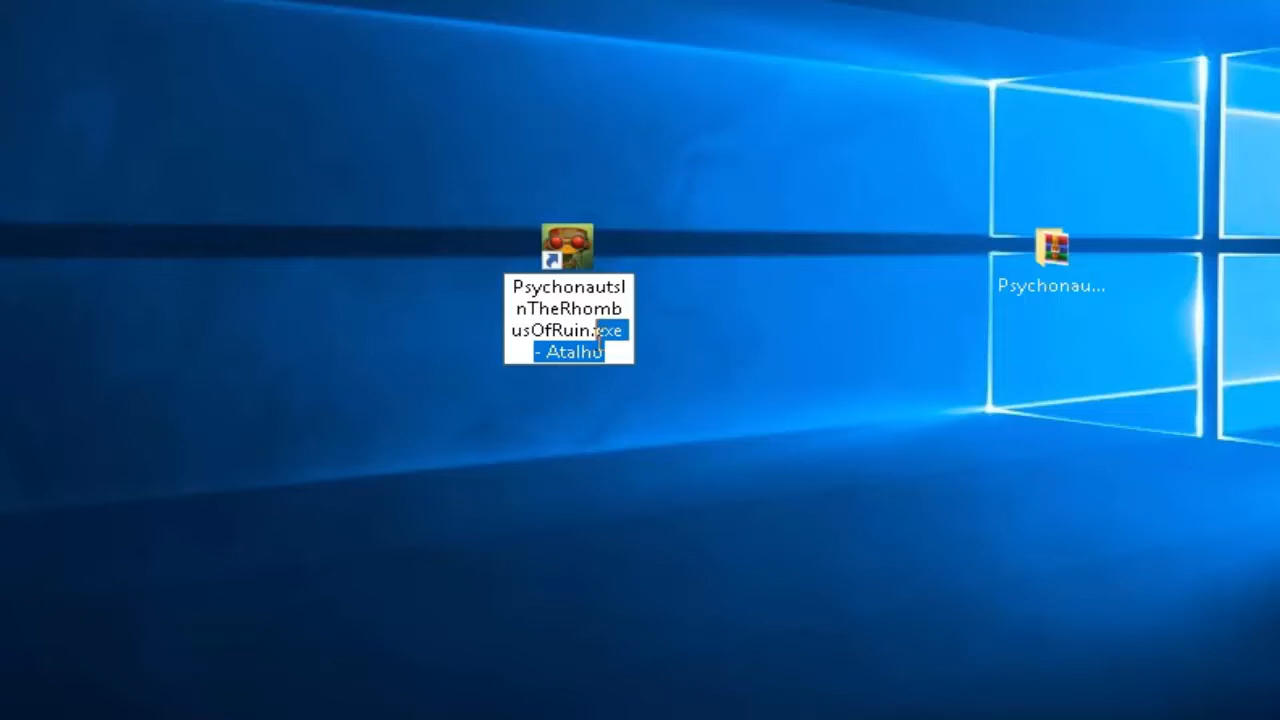 PsychonautsI
nTheRhomb
usOfRuin.exe
- Atalho
Psychonau...